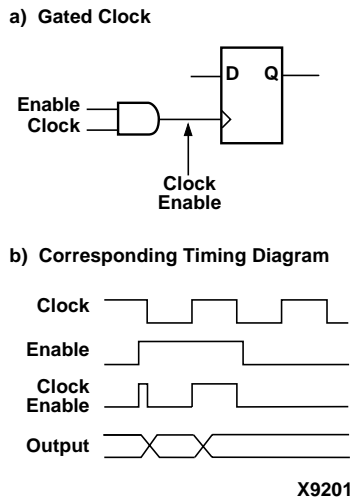 a) Gated Clock
D Q
Enable
Clock
Clock
Enable
b) Corresponding Timing Diagram
Clock
Enable
Clock
Enable
Output
X9201